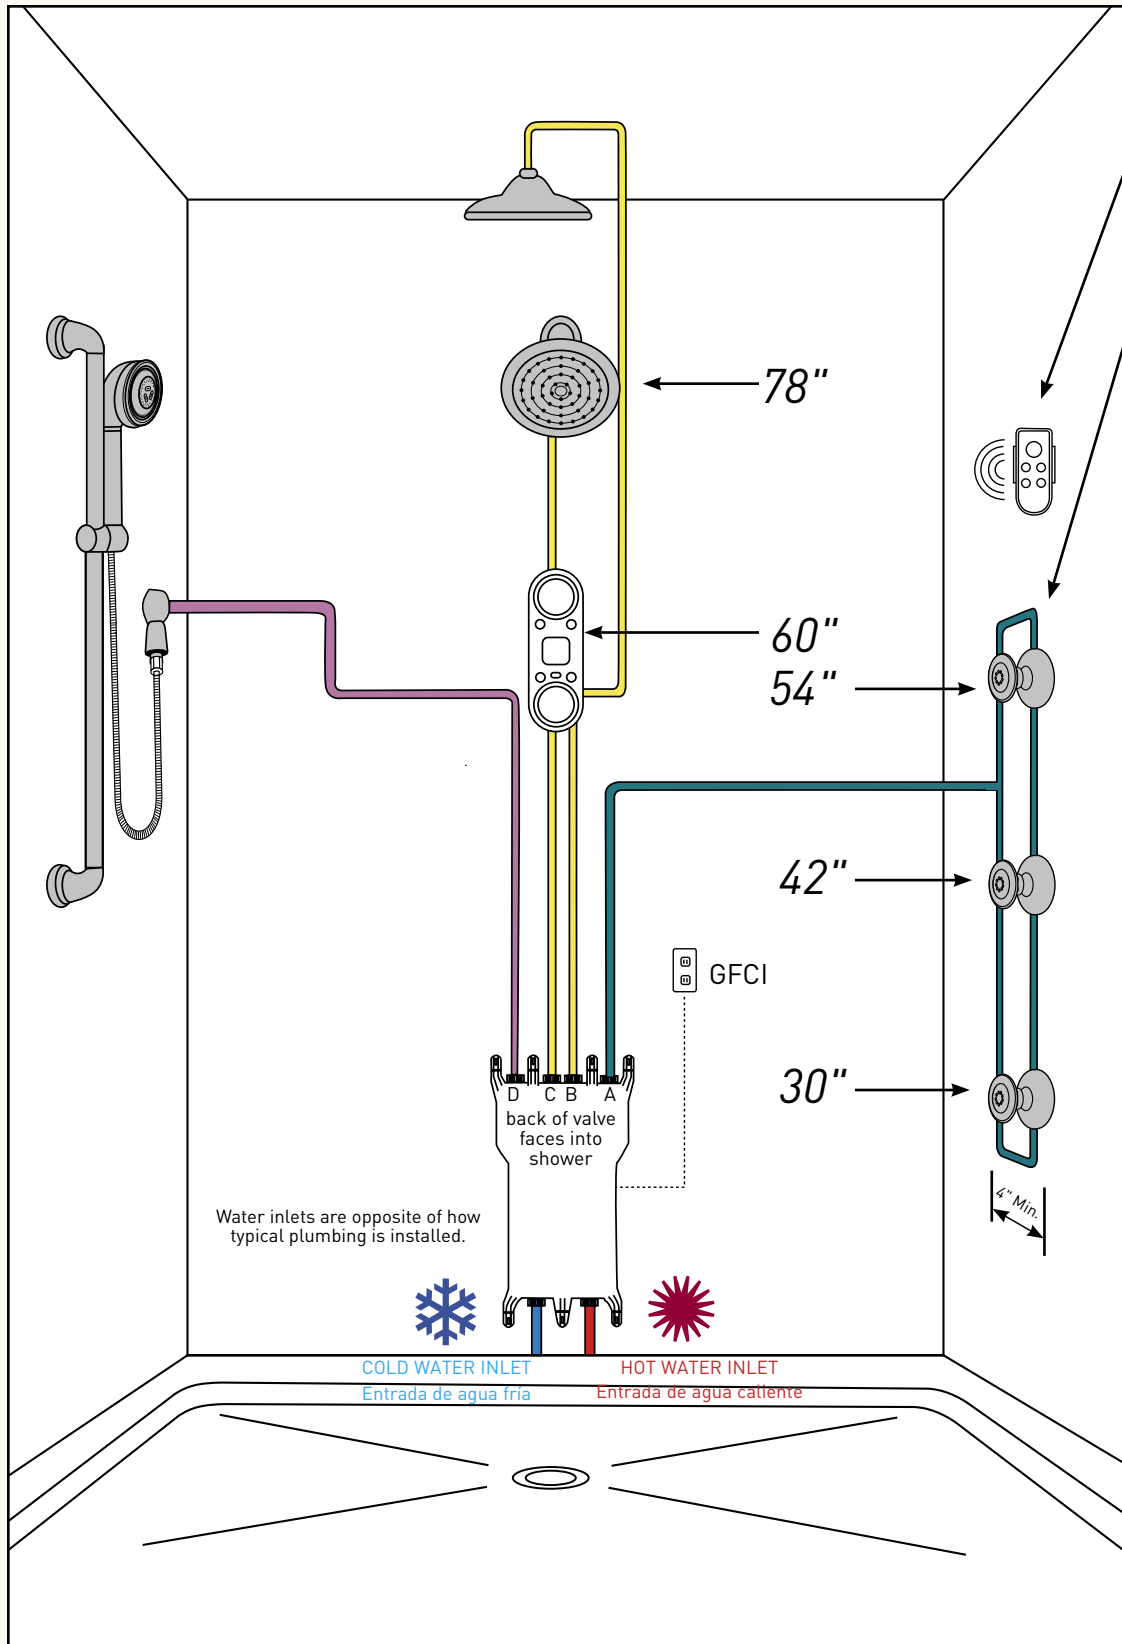 78"
60"
54"
42"
GFCI
30"
D C B A
back of valve
faces into
shower
4" Min.
Water inlets are opposite of how
typical plumbing is installed.
COLD WATER INLET
Entrada de agua fría
HOT WATER INLET
Entrada de agua caliente